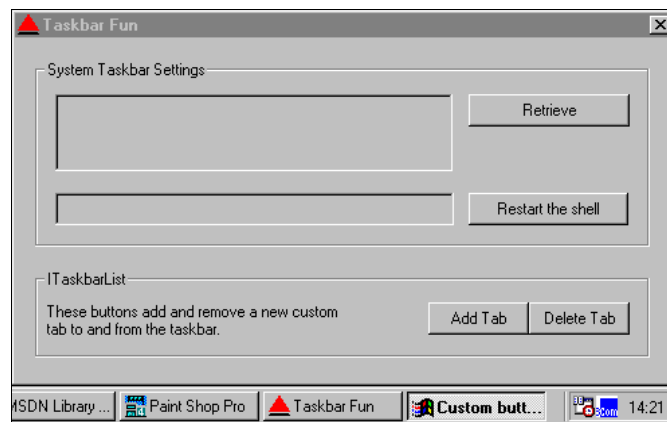 Taskbar Fun
System Taskbar Settings
Retrieve
Restart the shell
ITaskbarList
These buttons add and remove a new custom
tab to and from the taskbar.
Add Tab
Delete Tab
MSDN Library ...
Paint Shop Pro
Taskbar Fun
Custom butt...
3Com
14:21